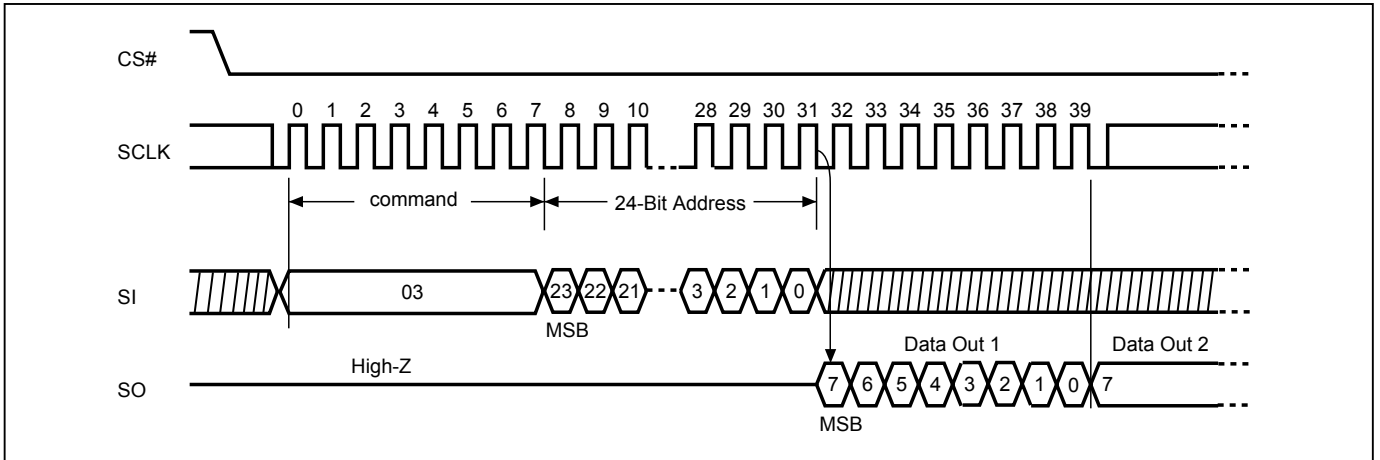 CS#
0 1 2 3 4 5 6 7 8 9 10 28 29 30 31 32 33 34 35 36 37 38 39
SCLK
command 24-Bit Address
SI 03 23 22 21 3 2 1 0
MSB
High-Z Data Out 1 Data Out 2
SO 7 6 5 4 3 2 1 0 7
MSB